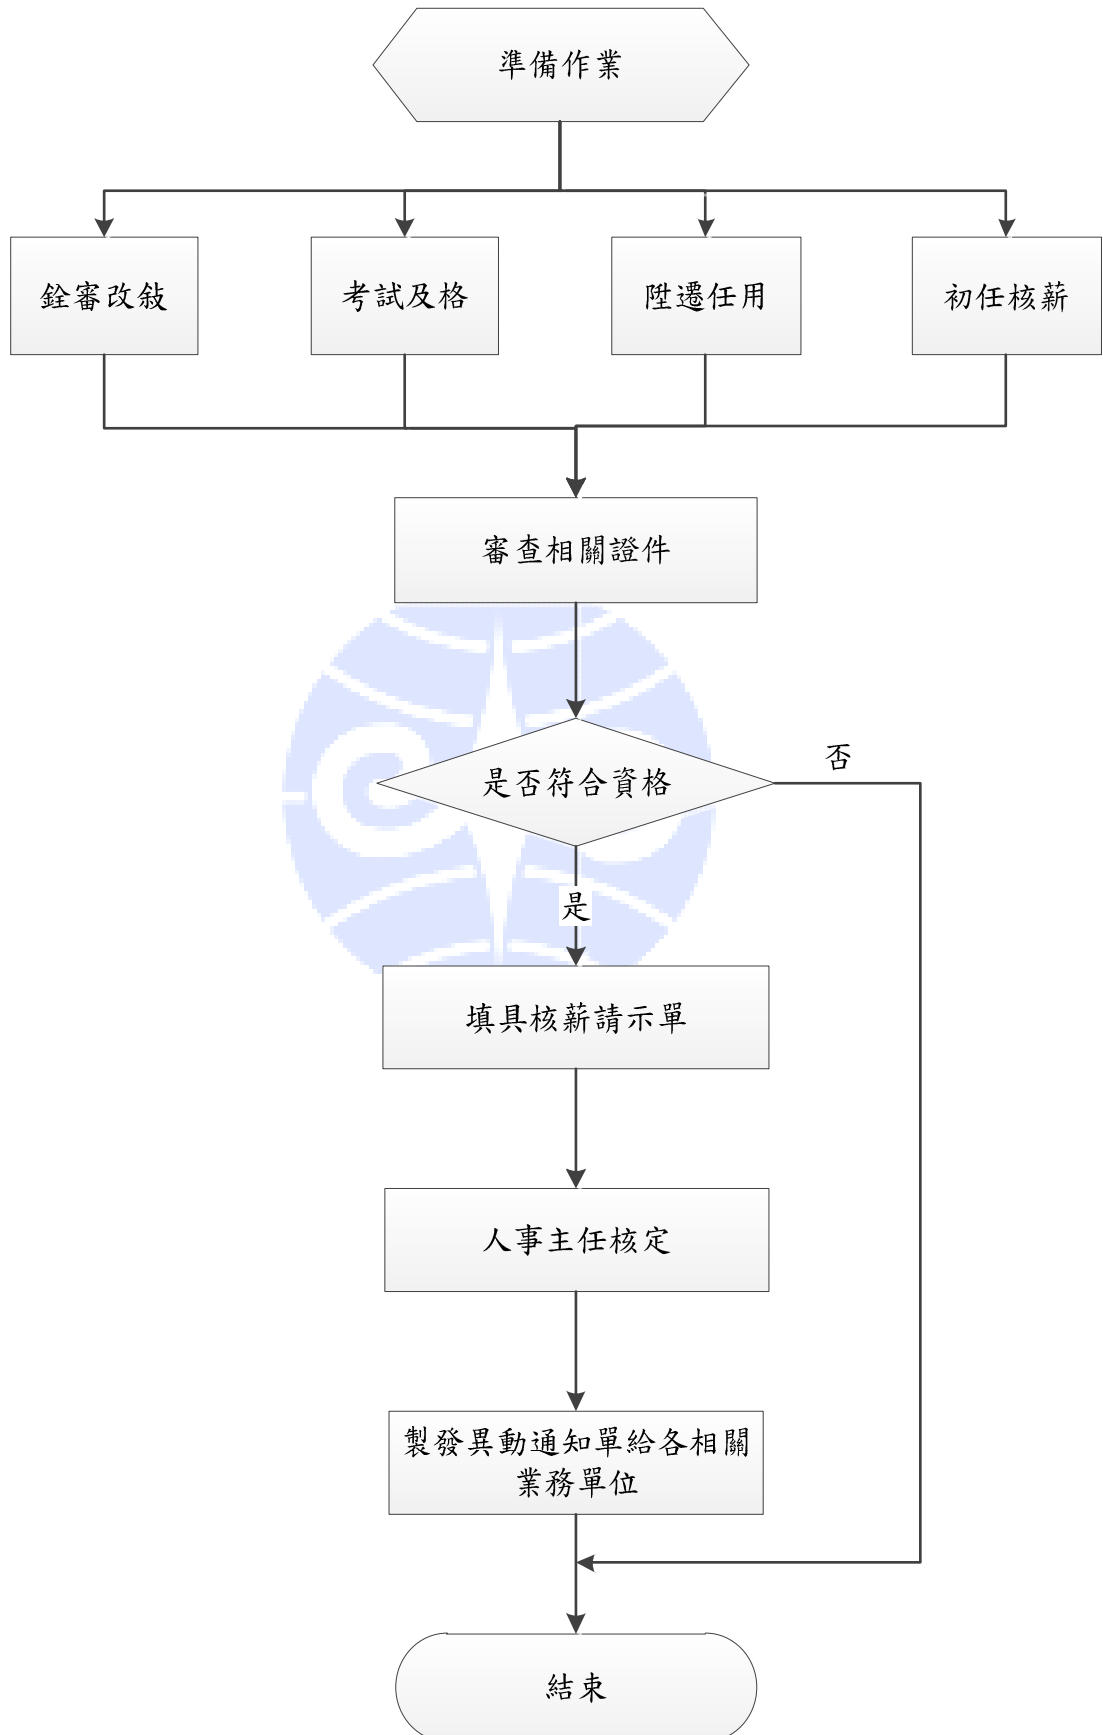 準備作業
銓審改敍
考試及格
陞遷任用
初任核薪
審查相關證件
是否符合資格
否
是
填具核薪請示單
人事主任核定
製發異動通知單給各相關
業務單位
結束